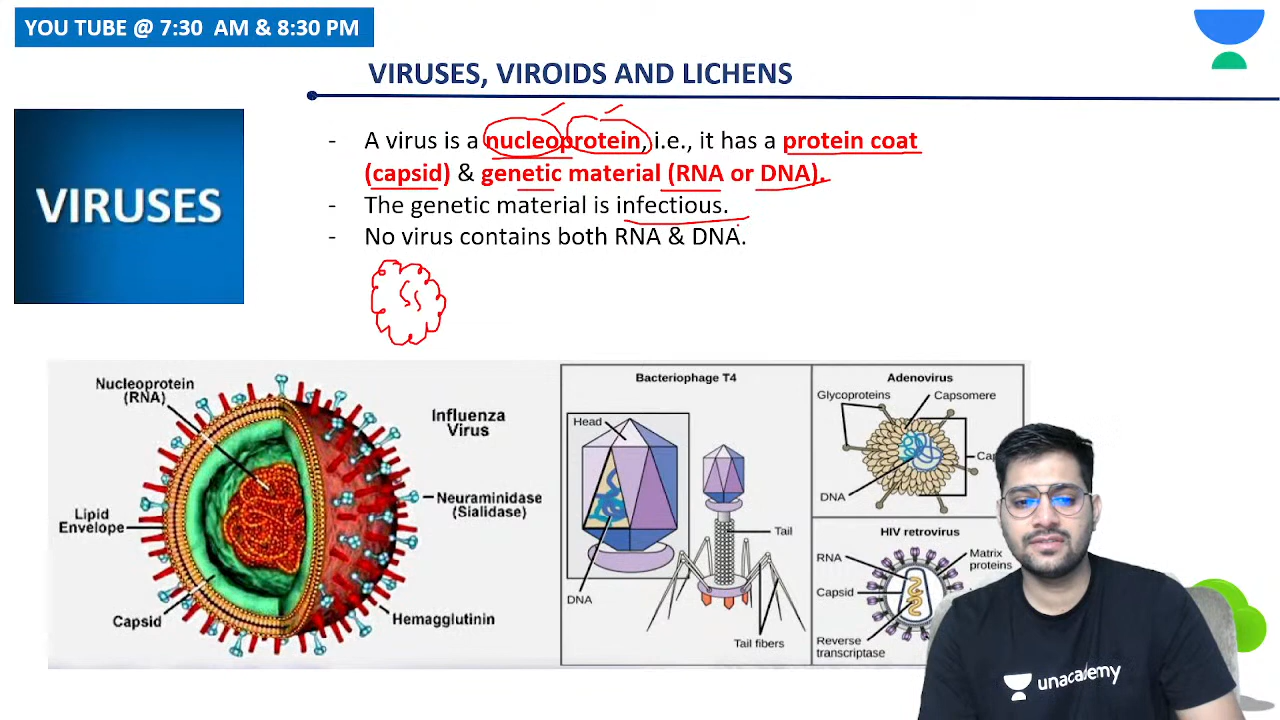 YOU TUBE @ 7:30 AM & 8:30 PM
VIRUSES, VIROIDS AND LICHENS
VIRUSES
- A virus is a nucleoprotein, i.e., it has a protein coat
(capsid) & genetic material (RNA or DNA).
- The genetic material is infectious.
- No virus contains both RNA & DNA.
Nucleoprotein
(RNA)
Influenza
Virus
Neuraminidase
(Sialidase)
Lipid
Envelope
Capsid
Hemagglutinin
Bacteriophage T4
Head
DNA
Tail
Tail fibers
Adenovirus
Glycoproteins
Capsomere
DNA
HIV retrovirus
RNA
Matrix
proteins
Capsid
Reverse
transcriptase
unacademy